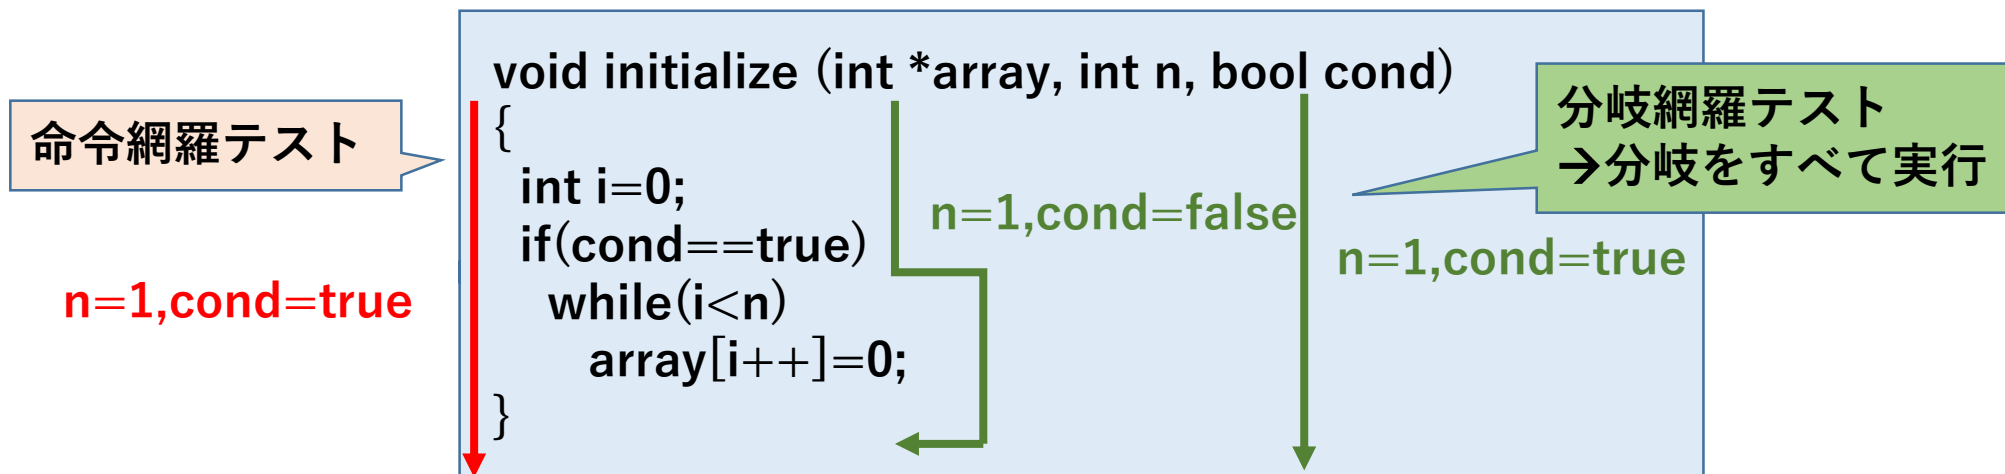 void initialize (int *array, int n, bool cond)
{
int i=0;
if(cond==true)
while(i<n)
array[i++]=0;
}
命令網羅テスト
n=1,cond=true
n=1,cond=false
n=1,cond=true
分岐網羅テスト
→分岐をすべて実行